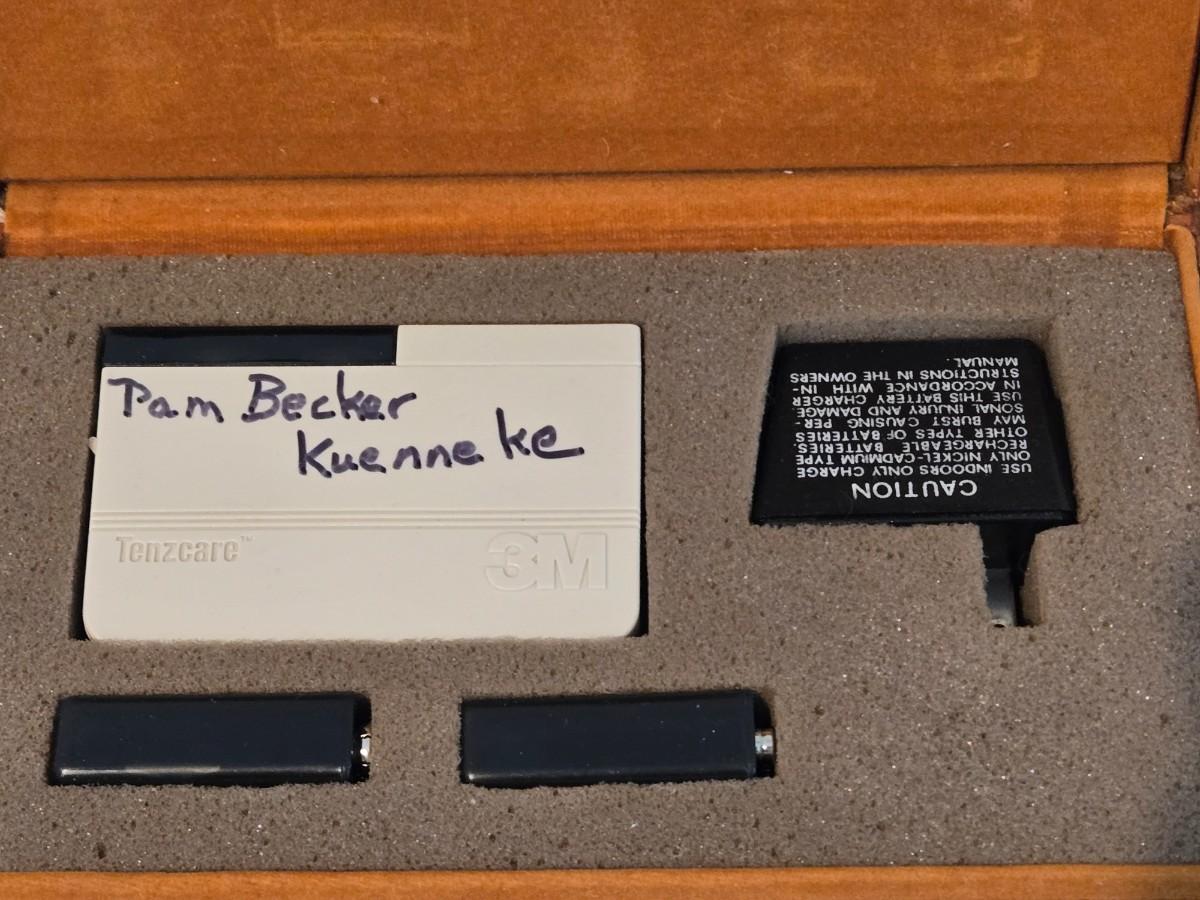 Pam Becker
Kuenneke
Tenzcare™
3M
CAUTION
USE INDOORS ONLY CHARGE
ONLY NICKEL-CADMIUM TYPE
RECHARGEABLE BATTERIES.
OTHER TYPES OF BATTERIES
MAY BURST CAUSING PER-
SONAL INJURY AND DAMAGE.
USE THIS BATTERY CHARGER
IN ACCORDANCE WITH IN-
STRUCTIONS IN THE OWNERS
MANUAL.